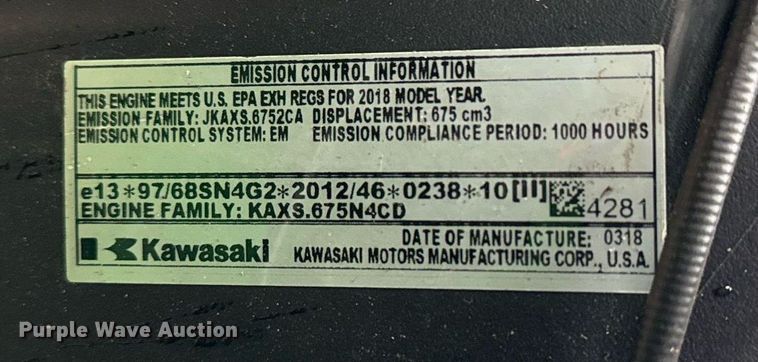 EMISSION CONTROL INFORMATION
THIS ENGINE MEETS U.S. EPA EXH REGS FOR 2018 MODEL YEAR.
EMISSION FAMILY: JKAXS.6752CA DISPLACEMENT: 675 cm3
EMISSION CONTROL SYSTEM: EM EMISSION COMPLIANCE PERIOD: 1000 HOURS
e13*97/68SN4G2*2012/46*0238*10[II] 4281
ENGINE FAMILY: KAXS.675N4CD
Kawasaki DATE OF MANUFACTURE: 0318
KAWASAKI MOTORS MANUFACTURING CORP., U.S.A.
Purple Wave Auction